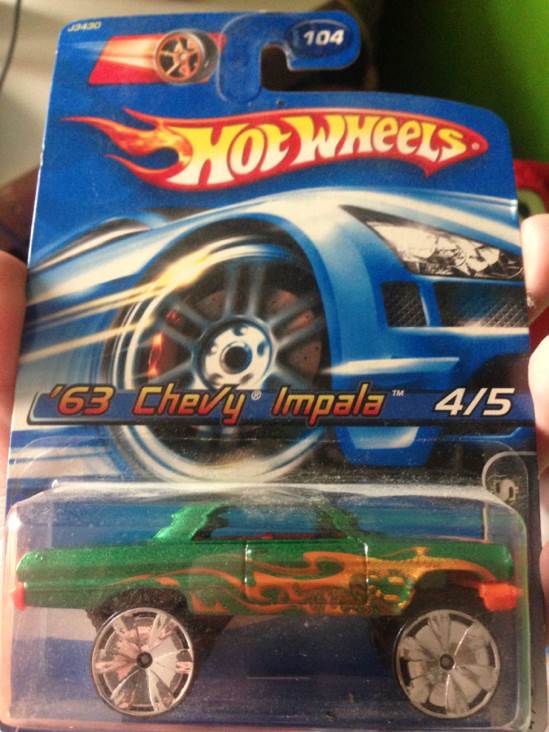 J3430
104
HOT WHEELS®
'63 Chevy® Impala™ 4/5